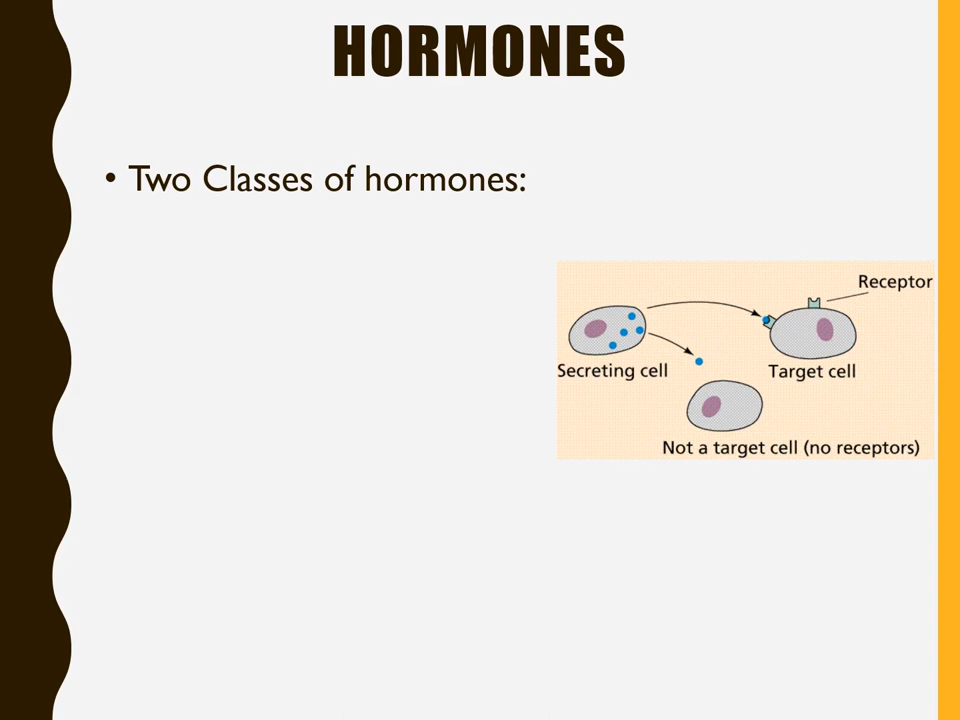 HORMONES
• Two Classes of hormones:
Receptor
Secreting cell
Target cell
Not a target cell (no receptors)